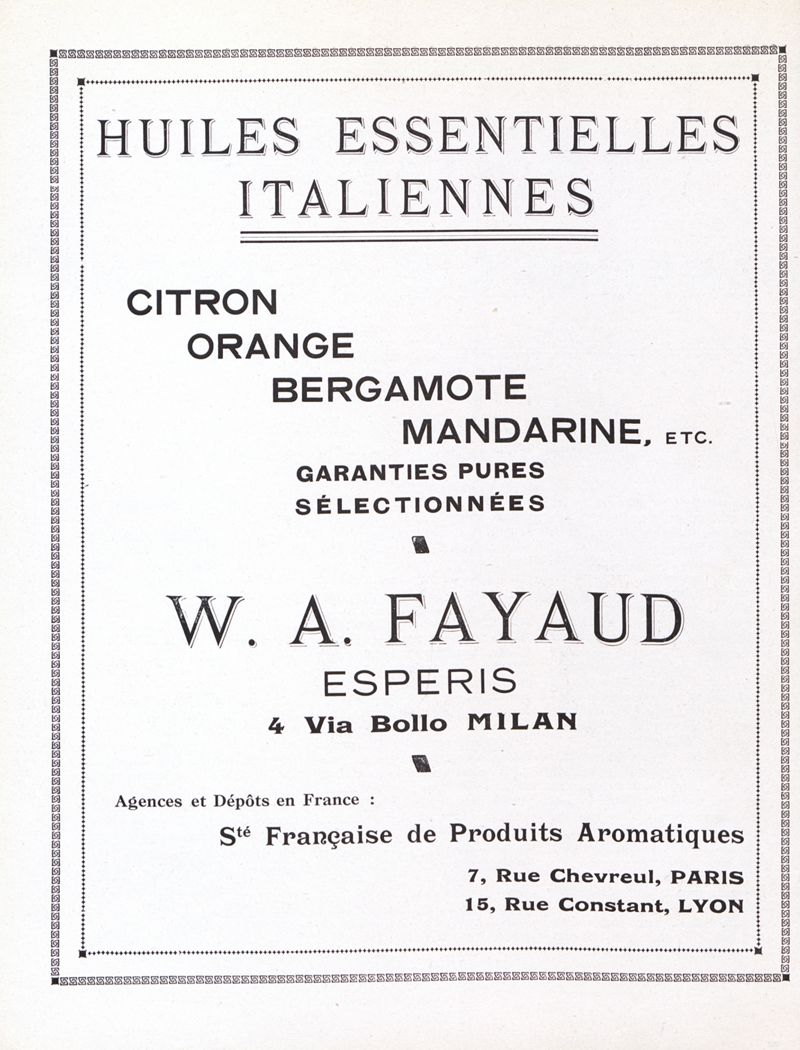 HUILES ESSENTIELLES
ITALIENNES
CITRON
ORANGE
BERGAMOTE
MANDARINE, ETC.
GARANTIES PURES
SÉLECTIONNÉES
W. A. FAYAUD
ESPERIS
4 Via Bollo MILAN
Agences et Dépôts en France :
Sté Française de Produits Aromatiques
7, Rue Chevreul, PARIS
15, Rue Constant, LYON